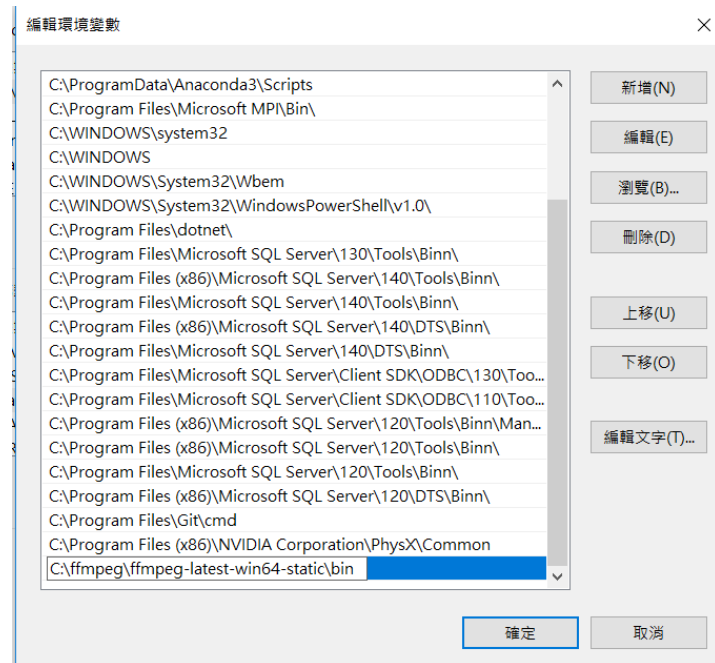 編輯環境變數
C:\ProgramData\Anaconda3\Scripts
C:\Program Files\Microsoft MPI\Bin\
C:\WINDOWS\system32
C:\WINDOWS
C:\WINDOWS\System32\Wbem
C:\WINDOWS\System32\WindowsPowerShell\v1.0\
C:\Program Files\dotnet\
C:\Program Files\Microsoft SQL Server\130\Tools\Binn\
C:\Program Files (x86)\Microsoft SQL Server\140\Tools\Binn\
C:\Program Files\Microsoft SQL Server\140\Tools\Binn\
C:\Program Files (x86)\Microsoft SQL Server\140\DTS\Binn\
C:\Program Files\Microsoft SQL Server\140\DTS\Binn\
C:\Program Files\Microsoft SQL Server\Client SDK\ODBC\130\Too...
C:\Program Files\Microsoft SQL Server\Client SDK\ODBC\110\Too...
C:\Program Files (x86)\Microsoft SQL Server\120\Tools\Binn\Man...
C:\Program Files (x86)\Microsoft SQL Server\120\Tools\Binn\
C:\Program Files\Microsoft SQL Server\120\Tools\Binn\
C:\Program Files (x86)\Microsoft SQL Server\120\DTS\Binn\
C:\Program Files\Git\cmd
C:\Program Files (x86)\NVIDIA Corporation\PhysX\Common
C:\ffmpeg\ffmpeg-latest-win64-static\bin
新增(N)
編輯(E)
瀏覽(B)...
刪除(D)
上移(U)
下移(O)
編輯文字(T)...
確定
取消